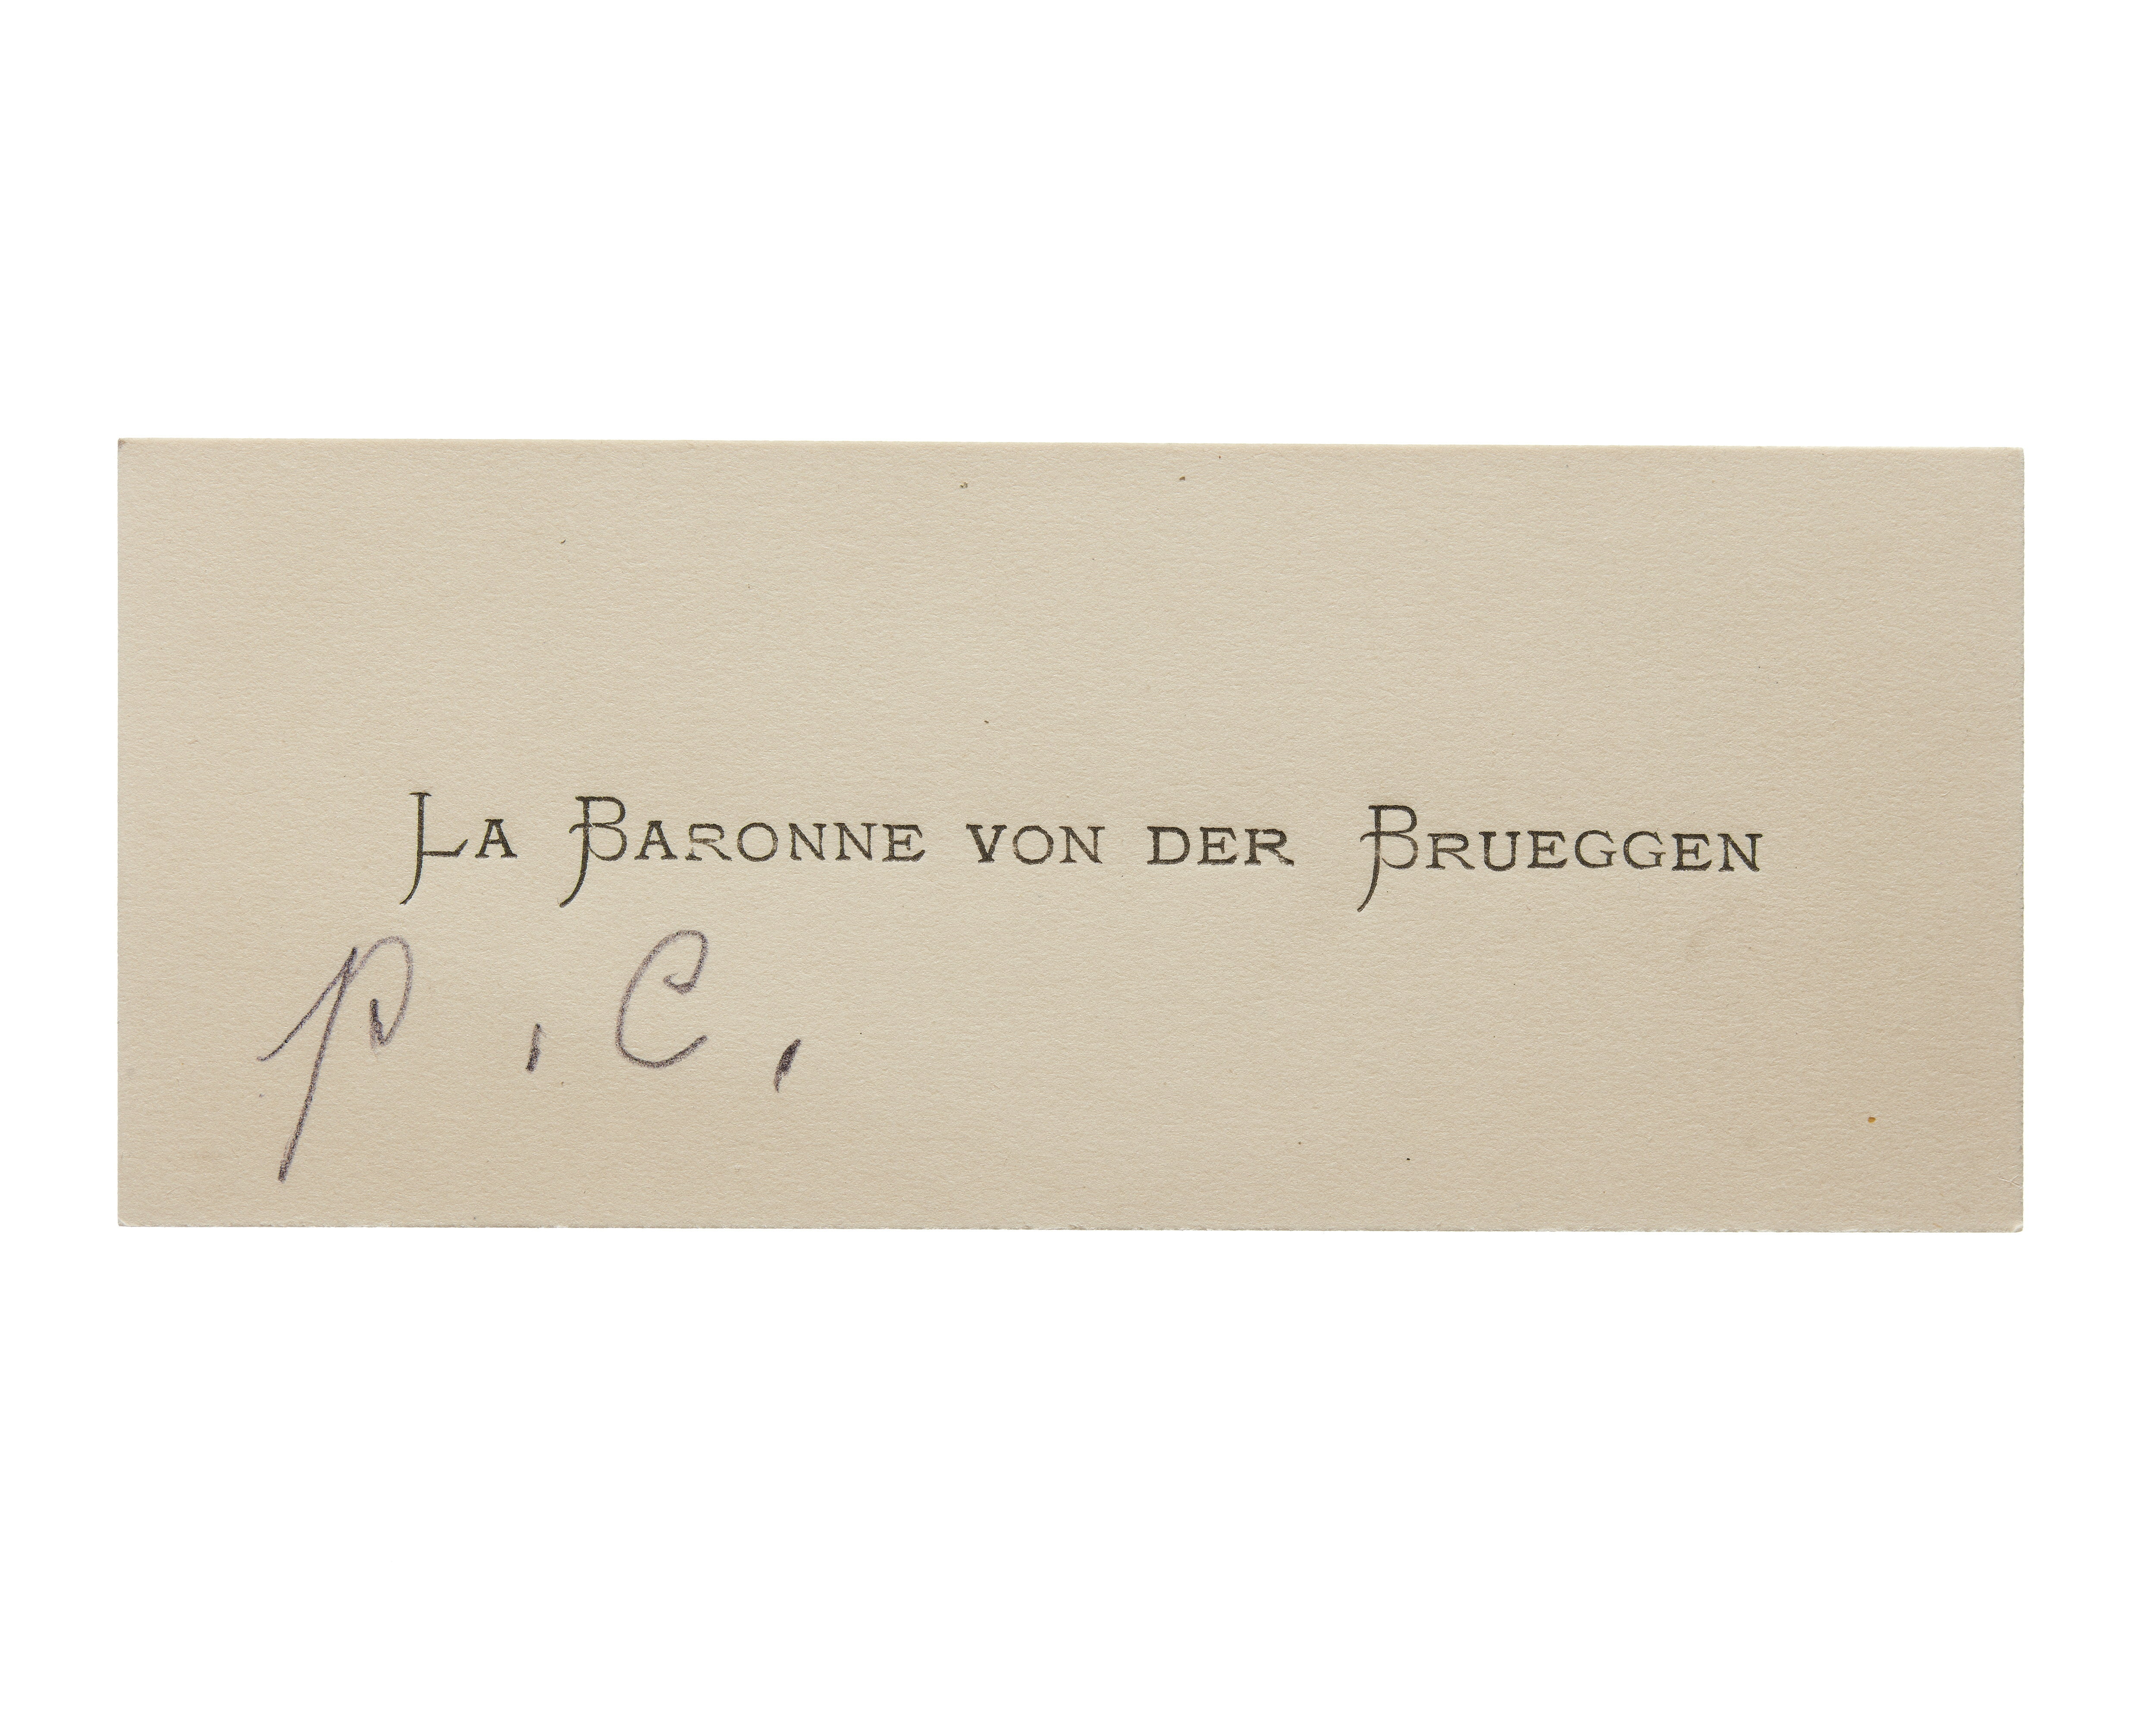 La Baronne von der Brueggen
p. c.